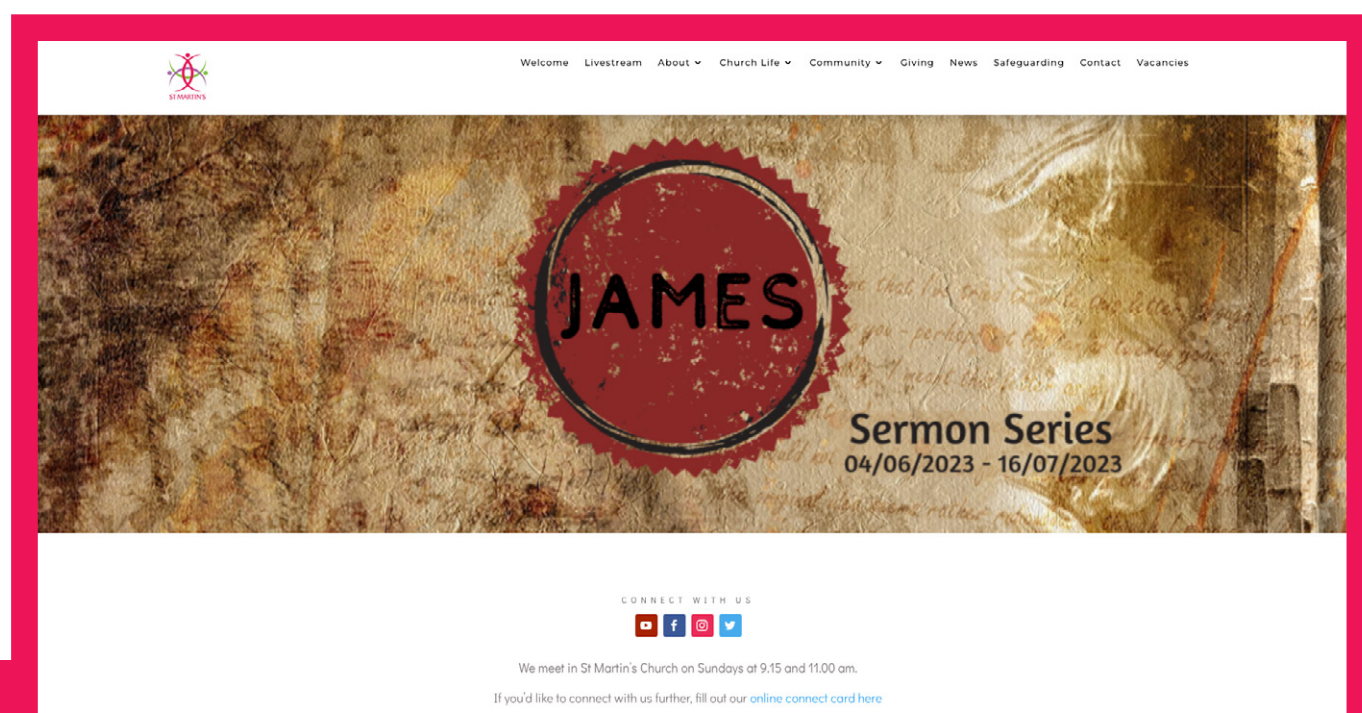 Welcome Livestream About Church Life Community Giving News Safeguarding Contact Vacancies
ST MARTIN'S
JAMES
Sermon Series
04/06/2023 - 16/07/2023
CONNECT WITH US
We meet in St Martin's Church on Sundays at 9.15 and 11.00 am.
If you'd like to connect with us further, fill out our online connect card here